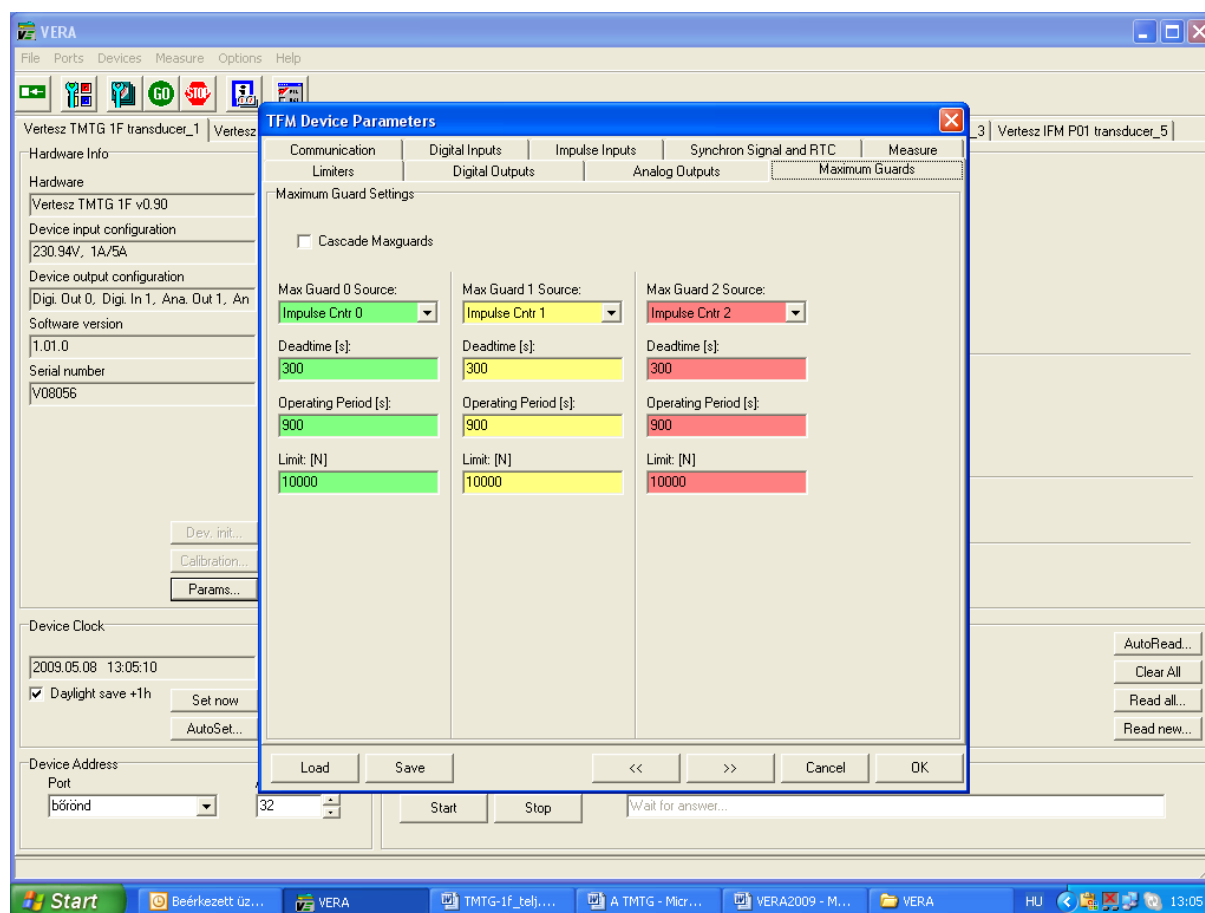 VERA
File Ports Devices Measure Options Help
GO STOP
Vertesz TMTG 1F transducer_1 Vertesz _3 Vertesz IFM P01 transducer_5
Hardware Info
Hardware
Vertesz TMTG 1F v0.90
Device input configuration
230.94V, 1A/5A
Device output configuration
Digi. Out 0, Digi. In 1, Ana. Out 1, An
Software version
1.01.0
Serial number
V08056
Dev. init...
Calibration...
Params...
Device Clock
2009.05.08 13:05:10
Daylight save +1h
Set now
AutoSet...
Device Address
Port
bőrönd
32
TFM Device Parameters
Communication Digital Inputs Impulse Inputs Synchron Signal and RTC Measure
Limiters Digital Outputs Analog Outputs Maximum Guards
Maximum Guard Settings
Cascade Maxguards
Max Guard 0 Source: Max Guard 1 Source: Max Guard 2 Source:
Impulse Cntr 0 Impulse Cntr 1 Impulse Cntr 2
Deadtime [s]: Deadtime [s]: Deadtime [s]:
300 300 300
Operating Period [s]: Operating Period [s]: Operating Period [s]:
900 900 900
Limit: [N] Limit: [N] Limit: [N]
10000 10000 10000
Load Save << >> Cancel OK
Start Stop Wait for answer...
AutoRead...
Clear All
Read all...
Read new...
Start Beérkezett üz... VERA TMTG-1f_telj.... A TMTG - Micr... VERA2009 - M... VERA HU 13:05